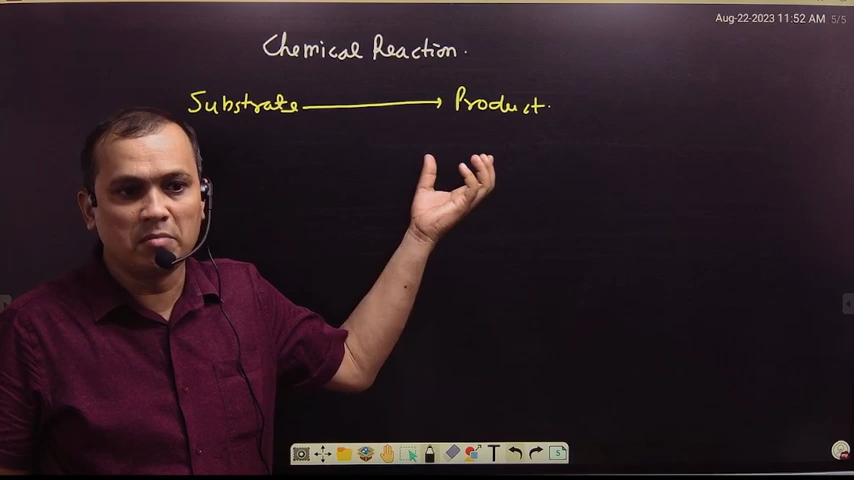 Aug-22-2023 11:52 AM 5/5
Chemical Reaction.
Substrate → Product.
T
S